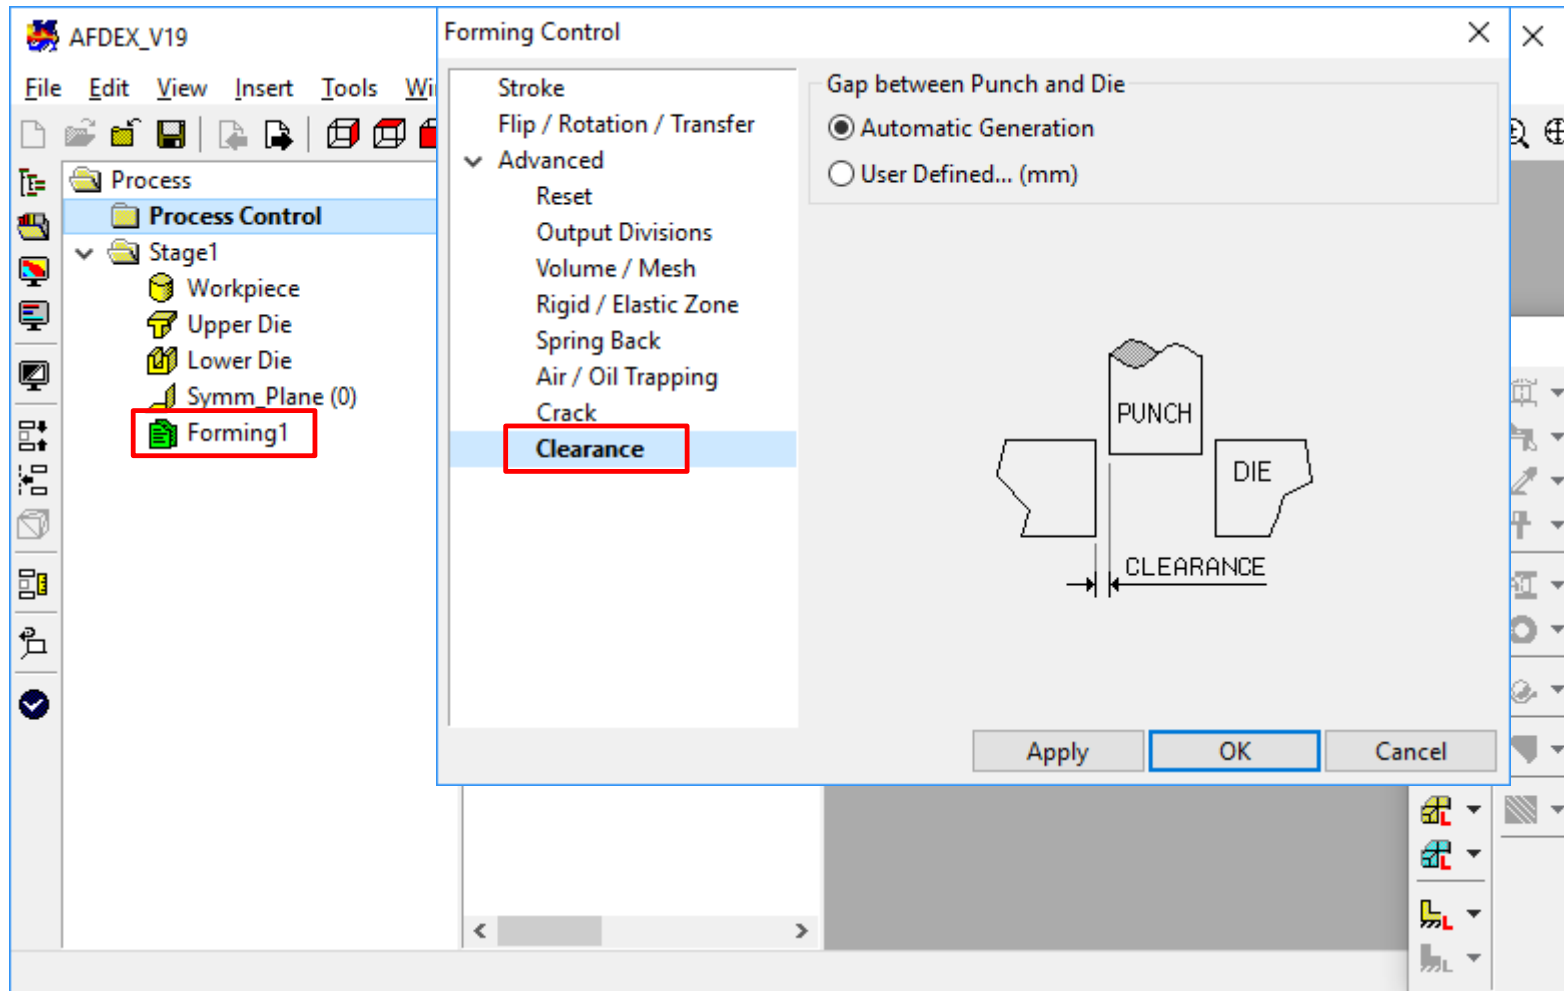 AFDEX_V19
File Edit View Insert Tools Wi
Process
Process Control
Stage1
Workpiece
Upper Die
Lower Die
Symm_Plane (0)
Forming1
Forming Control
Stroke
Flip / Rotation / Transfer
Advanced
Reset
Output Divisions
Volume / Mesh
Rigid / Elastic Zone
Spring Back
Air / Oil Trapping
Crack
Clearance
Gap between Punch and Die
Automatic Generation
User Defined... (mm)
PUNCH
DIE
CLEARANCE
Apply OK Cancel